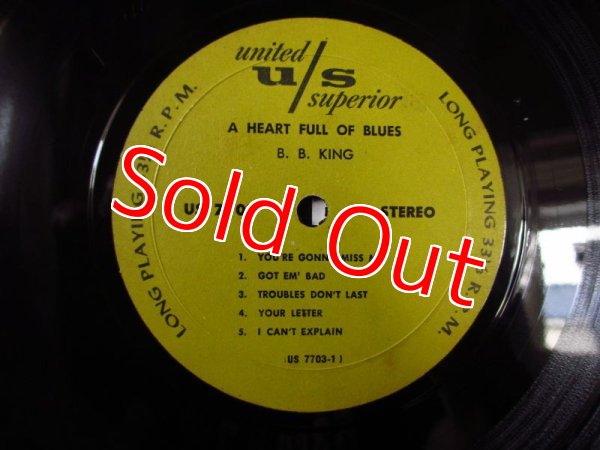 united
u/s
superior
A HEART FULL OF BLUES
B. B. KING
STEREO
1. YOU'RE GONNA MISS
2. GOT EM' BAD
3. TROUBLES DON'T LAST
4. YOUR LETTER
5. I CAN'T EXPLAIN
US 7703-1
LONG PLAYING 33⅓ R.P.M.
LONG PLAYING 33⅓ R.P.M.
Sold Out